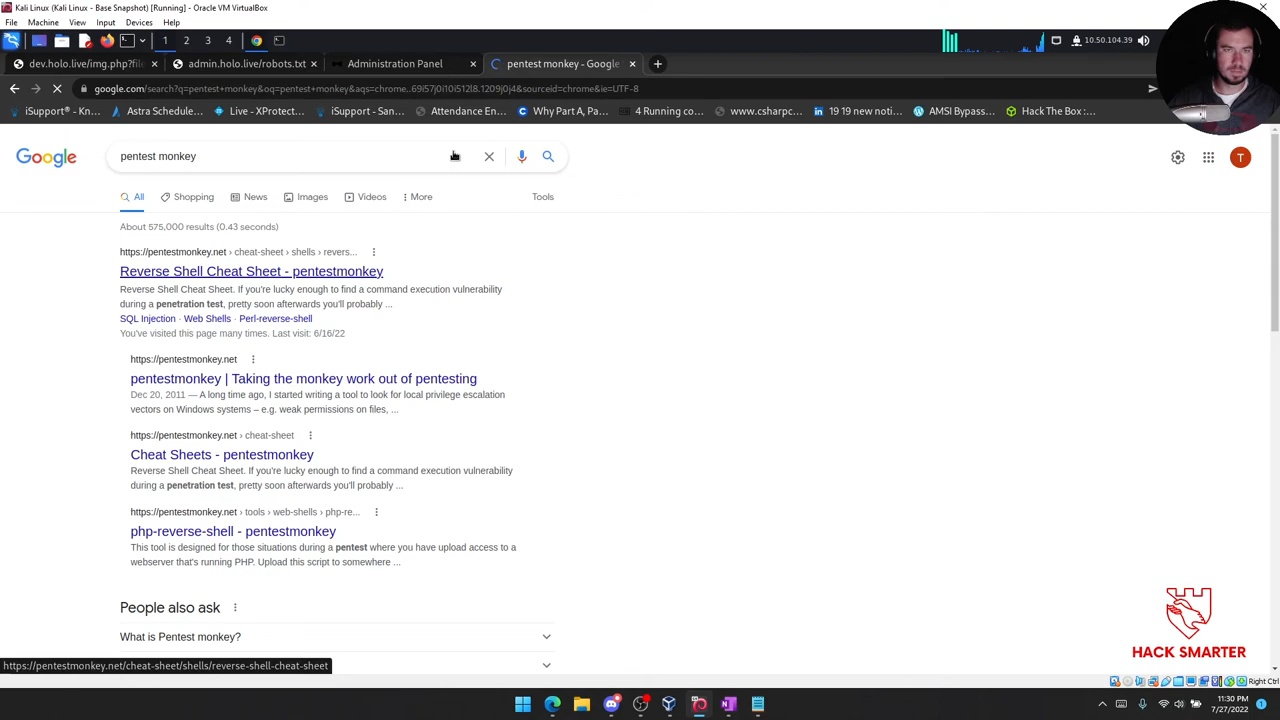 Kali Linux (Kali Linux - Base Snapshot) [Running] - Oracle VM VirtualBox
File Machine View Input Devices Help
1 2 3 4 10.50.104.39
dev.holo.live/img.php?file admin.holo.live/robots.txt Administration Panel pentest monkey - Google
google.com/search?q=pentest+monkey&oq=pentest+monkey&aqs=chrome..69i57j0i10i512l8.1209j0j4&sourceid=chrome&ie=UTF-8
iSupport® - Kn... Astra Schedule... Live - XProtect... iSupport - San... Attendance En... Why Part A, Pa... 4 Running co... www.csharpc... 19 19 new noti... AMSI Bypass... Hack The Box :: ...
Google pentest monkey T
All Shopping News Images Videos More Tools
About 575,000 results (0.43 seconds)
https://pentestmonkey.net › cheat-sheet › shells › revers...
Reverse Shell Cheat Sheet - pentestmonkey
Reverse Shell Cheat Sheet. If you're lucky enough to find a command execution vulnerability
during a penetration test, pretty soon afterwards you'll probably ...
SQL Injection · Web Shells · Perl-reverse-shell
You've visited this page many times. Last visit: 6/16/22
https://pentestmonkey.net
pentestmonkey | Taking the monkey work out of pentesting
Dec 20, 2011 — A long time ago, I started writing a tool to look for local privilege escalation
vectors on Windows systems – e.g. weak permissions on files, ...
https://pentestmonkey.net › cheat-sheet
Cheat Sheets - pentestmonkey
Reverse Shell Cheat Sheet. If you're lucky enough to find a command execution vulnerability
during a penetration test, pretty soon afterwards you'll probably ...
https://pentestmonkey.net › tools › web-shells › php-re...
php-reverse-shell - pentestmonkey
This tool is designed for those situations during a pentest where you have upload access to a
webserver that's running PHP. Upload this script to somewhere ...
People also ask
What is Pentest monkey?
HACK SMARTER
https://pentestmonkey.net/cheat-sheet/shells/reverse-shell-cheat-sheet
Right Ctrl
11:30 PM
7/27/2022